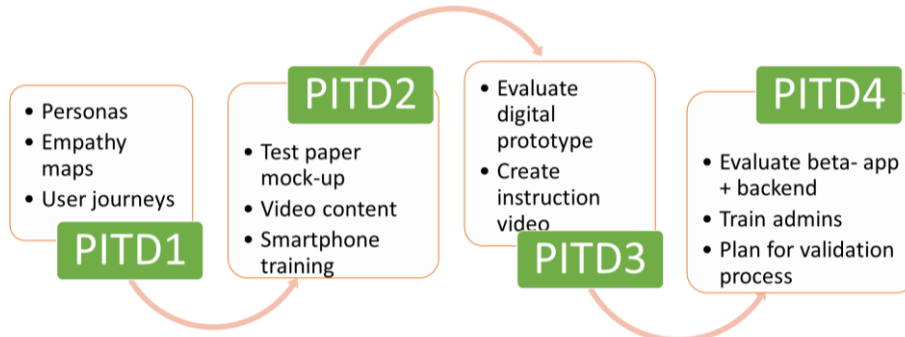 • Personas
• Empathy
maps
• User journeys
PITD1
PITD2
• Test paper
mock-up
• Video content
• Smartphone
training
• Evaluate
digital
prototype
• Create
instruction
video
PITD3
PITD4
• Evaluate beta- app
+ backend
• Train admins
• Plan for validation
process